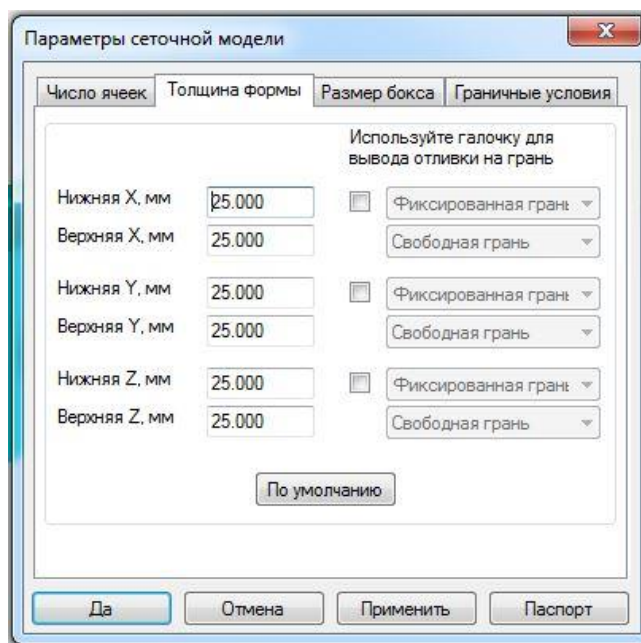 Параметры сеточной модели
Число ячеек Толщина формы Размер бокса Граничные условия
Используйте галочку для
вывода отливки на грань
Нижняя X, мм 25.000 Фиксированная грань
Верхняя X, мм 25.000 Свободная грань
Нижняя Y, мм 25.000 Фиксированная грань
Верхняя Y, мм 25.000 Свободная грань
Нижняя Z, мм 25.000 Фиксированная грань
Верхняя Z, мм 25.000 Свободная грань
По умолчанию
Да Отмена Применить Паспорт